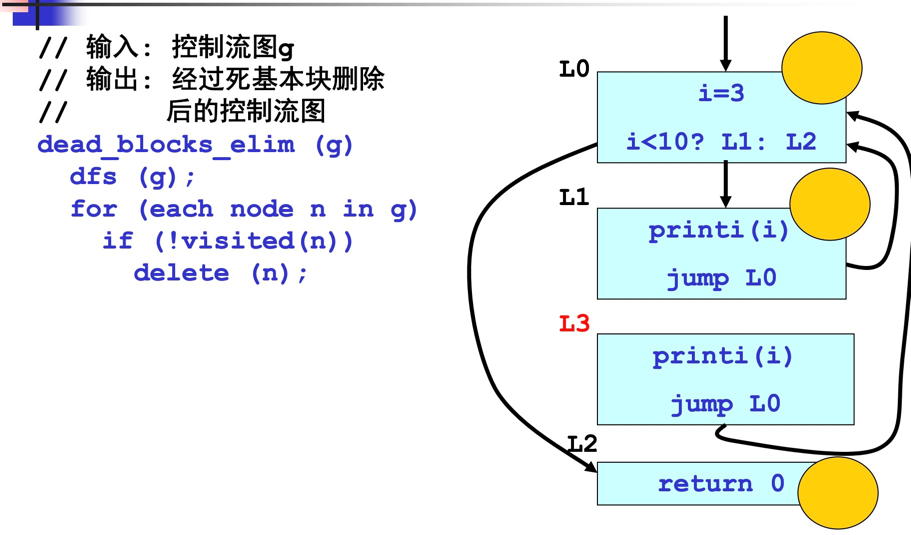 // 输入: 控制流图g
// 输出: 经过死基本块删除
// 后的控制流图
dead_blocks_elim (g)
dfs (g);
for (each node n in g)
if (!visited(n))
delete (n);
L0
i=3
i<10? L1: L2
L1
printi(i)
jump L0
L3
printi(i)
jump L0
L2
return 0